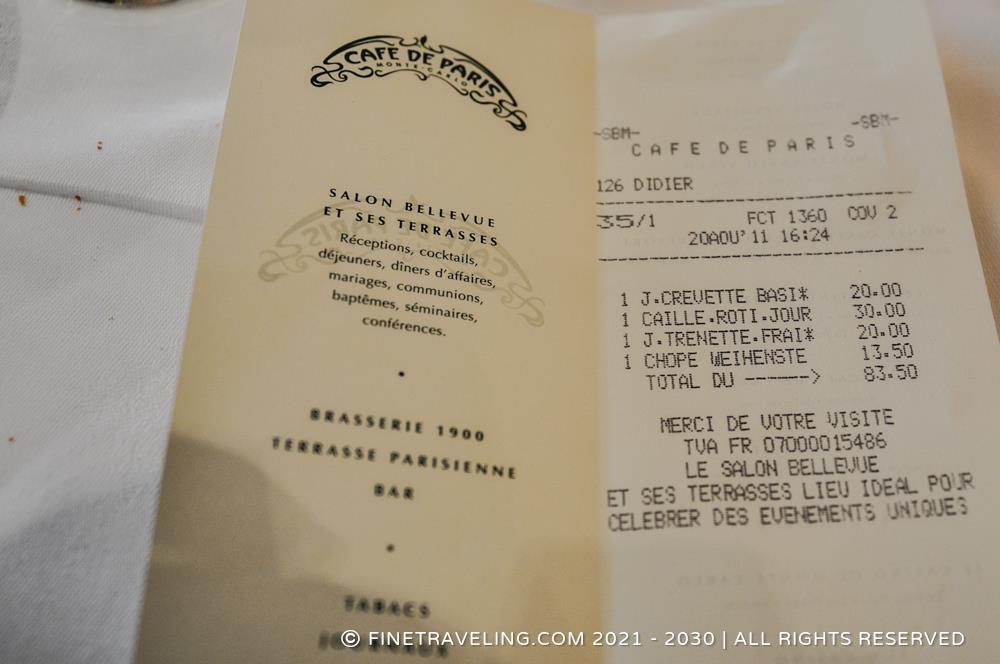 CAFE DE PARIS
MONTE-CARLO
SALON BELLEVUE
ET SES TERRASSES
Réceptions, cocktails,
déjeuners, dîners d'affaires,
mariages, communions,
baptêmes, séminaires,
conférences.
•
BRASSERIE 1900
TERRASSE PARISIENNE
BAR
•
TABACS
JOURNAUX
-SBM- -SBM-
CAFE DE PARIS
126 DIDIER
35/1 FCT 1360 COV 2
20AOU'11 16:24
1 J.CREVETTE BASI* 20.00
1 CAILLE.ROTI.JOUR 30.00
1 J.TRENETTE.FRAI* 20.00
1 CHOPE WEIHENSTE 13.50
TOTAL DU ------> 83.50
MERCI DE VOTRE VISITE
TVA FR 07000015486
LE SALON BELLEVUE
ET SES TERRASSES LIEU IDEAL POUR
CELEBRER DES EVENEMENTS UNIQUES
© FINETRAVELING.COM 2021 - 2030 | ALL RIGHTS RESERVED